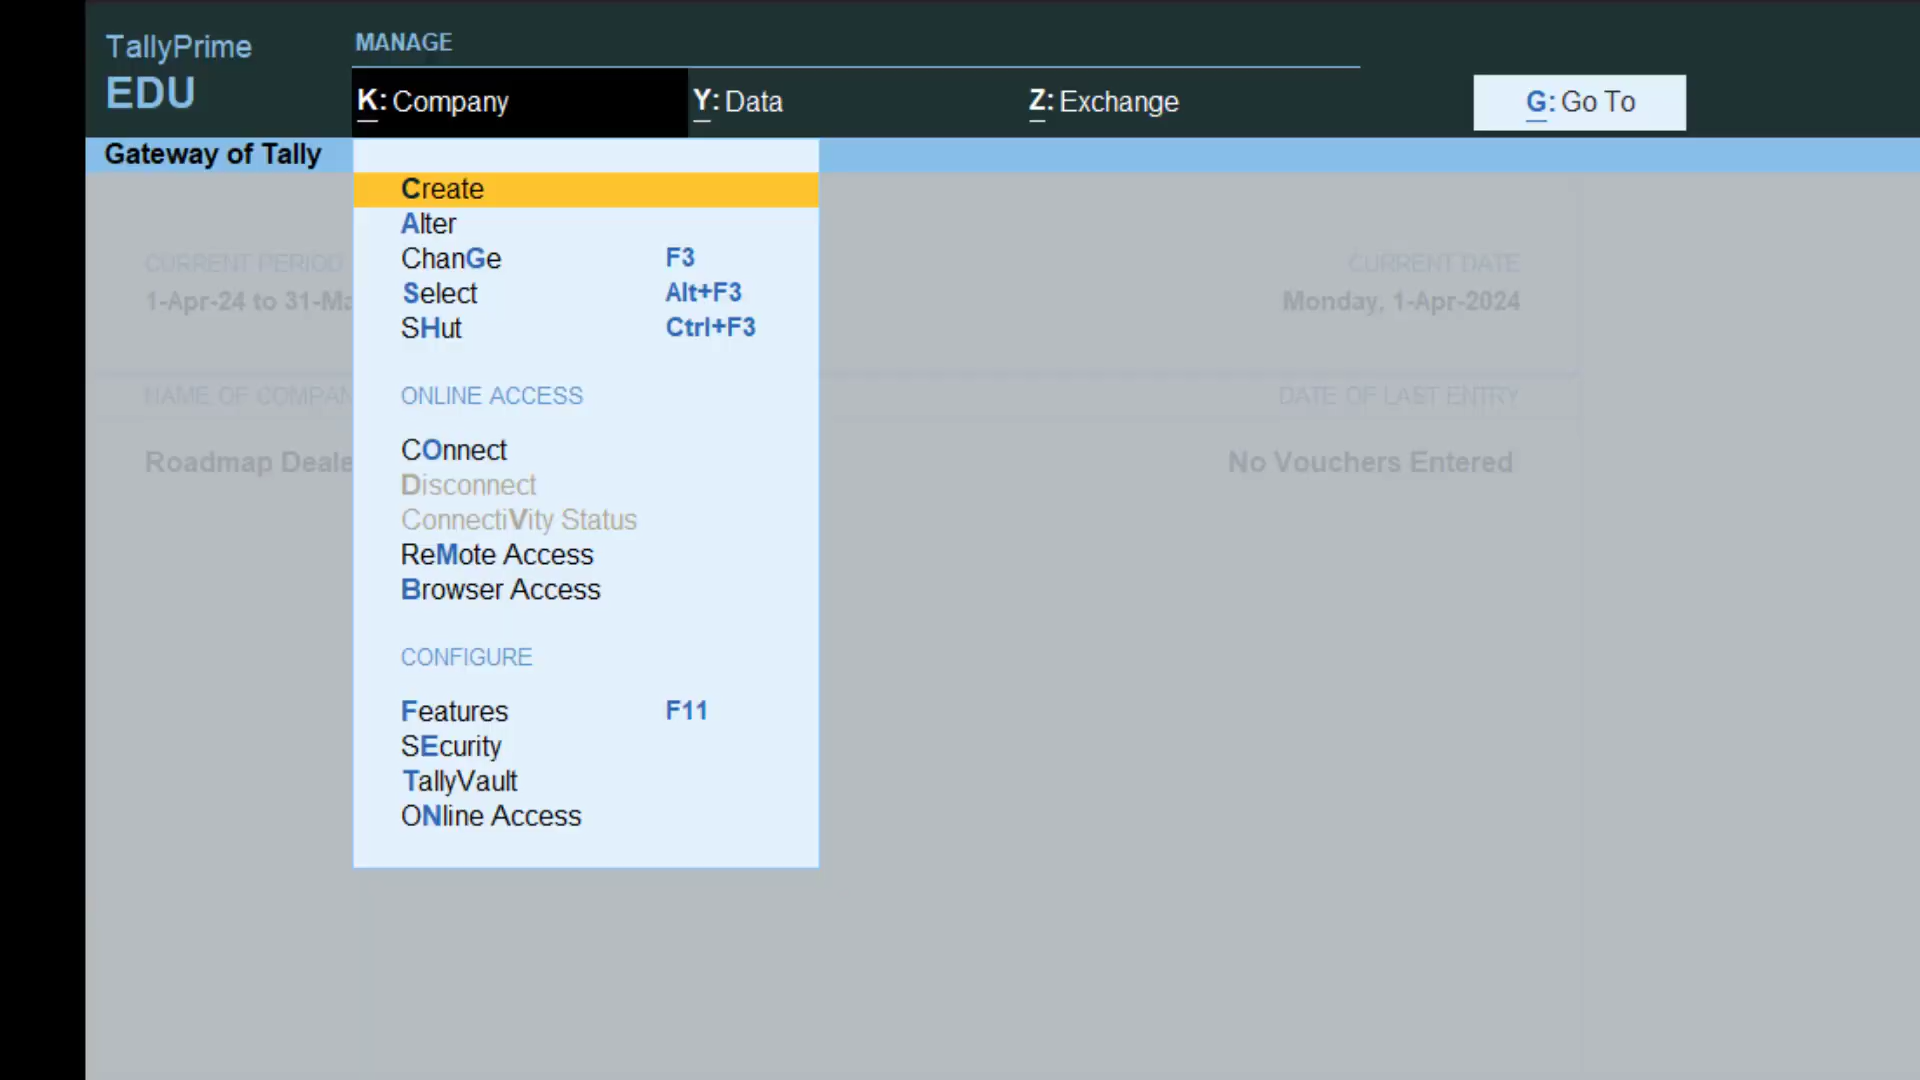 TallyPrime
EDU
MANAGE
K: Company
Y: Data
Z: Exchange
G: Go To
Gateway of Tally
Create
Alter
ChanGe F3
Select Alt+F3
SHut Ctrl+F3
ONLINE ACCESS
COnnect
Disconnect
ConnectiVity Status
ReMote Access
Browser Access
CONFIGURE
Features F11
SEcurity
TallyVault
ONline Access
CURRENT PERIOD
1-Apr-24 to 31-Ma
CURRENT DATE
Monday, 1-Apr-2024
NAME OF COMPAN
DATE OF LAST ENTRY
Roadmap Deale
No Vouchers Entered